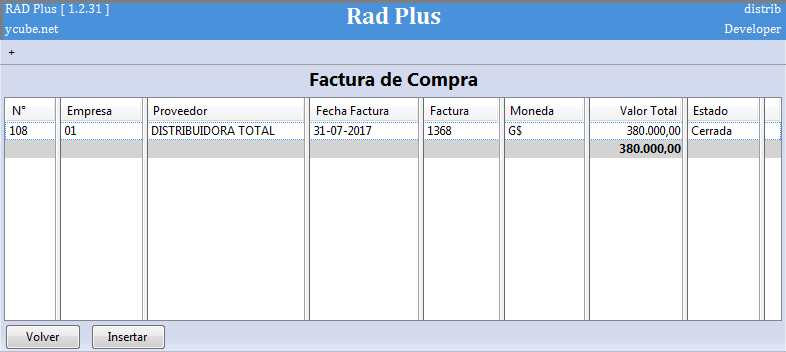 RAD Plus [ 1.2.31 ] Rad Plus distrib
ycube.net Developer
+
Factura de Compra
N° Empresa Proveedor Fecha Factura Factura Moneda Valor Total Estado
108 01 DISTRIBUIDORA TOTAL 31-07-2017 1368 G$ 380.000,00 Cerrada
380.000,00
Volver Insertar